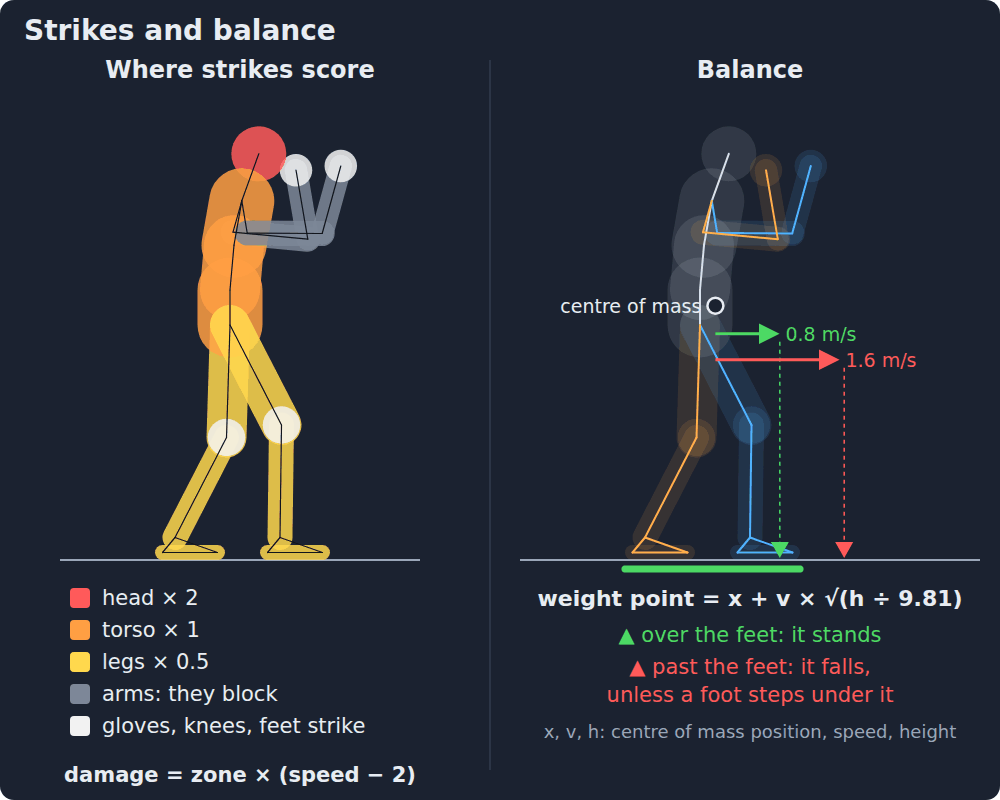 Strikes and balance
Where strikes score
head × 2
torso × 1
legs × 0.5
arms: they block
gloves, knees, feet strike
damage = zone × (speed − 2)
Balance
centre of mass
0.8 m/s
1.6 m/s
weight point = x + v × √(h ÷ 9.81)
▲ over the feet: it stands
▲ past the feet: it falls,
unless a foot steps under it
x, v, h: centre of mass position, speed, height